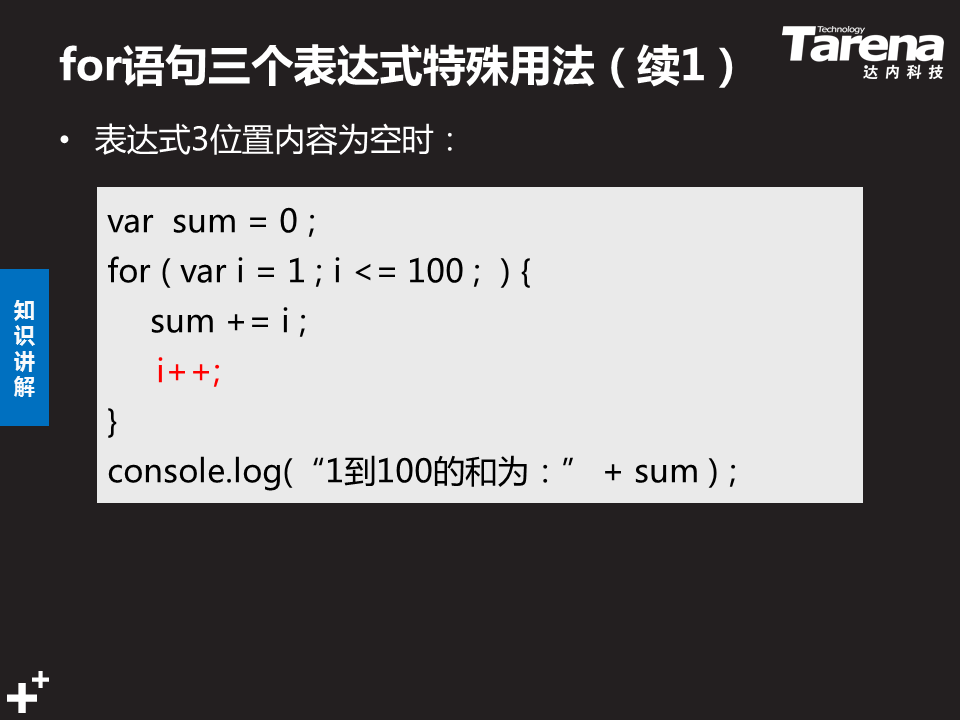 for语句三个表达式特殊用法（续1）
Technology
Tarena
达内科技
• 表达式3位置内容为空时：
var  sum = 0 ;
for ( var i = 1 ; i <= 100 ;  ) {
sum += i ;
i++;
}
console.log( “1到100的和为：” + sum ) ;
知识讲解